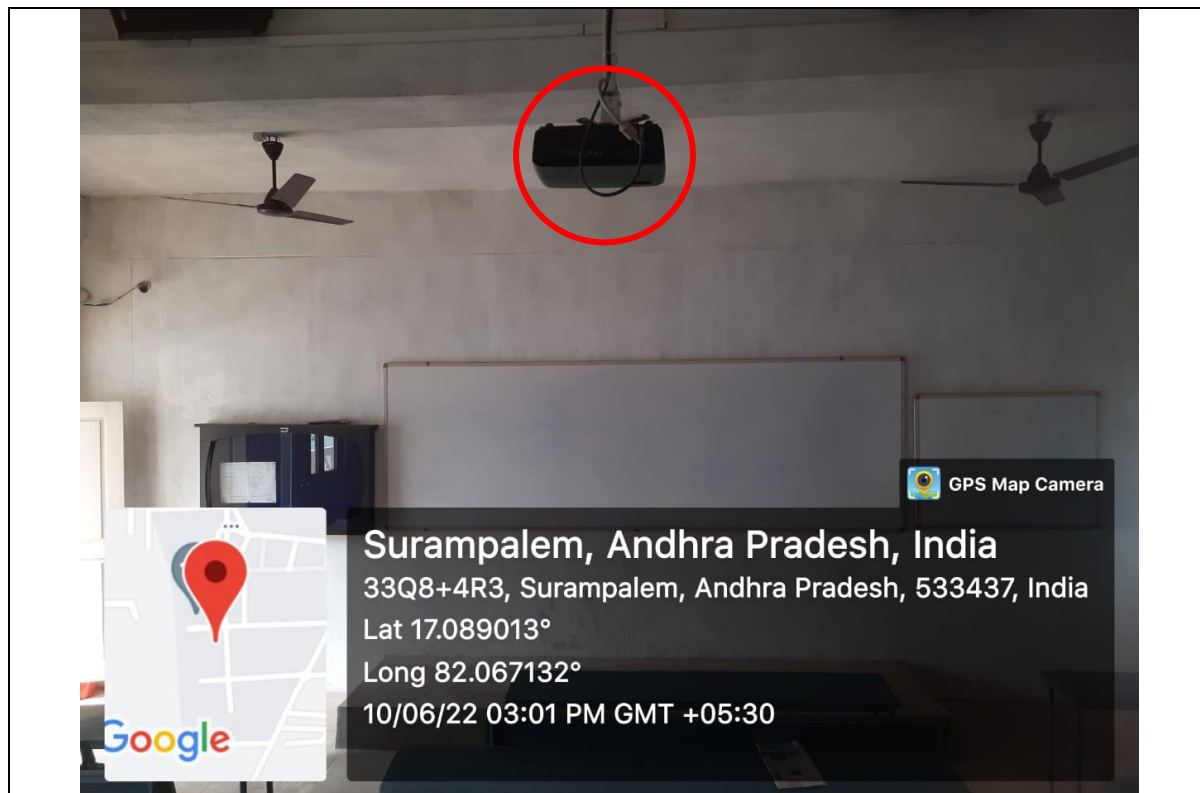 GPS Map Camera
Surampalem, Andhra Pradesh, India
33Q8+4R3, Surampalem, Andhra Pradesh, 533437, India
Lat 17.089013°
Long 82.067132°
10/06/22 03:01 PM GMT +05:30
Google